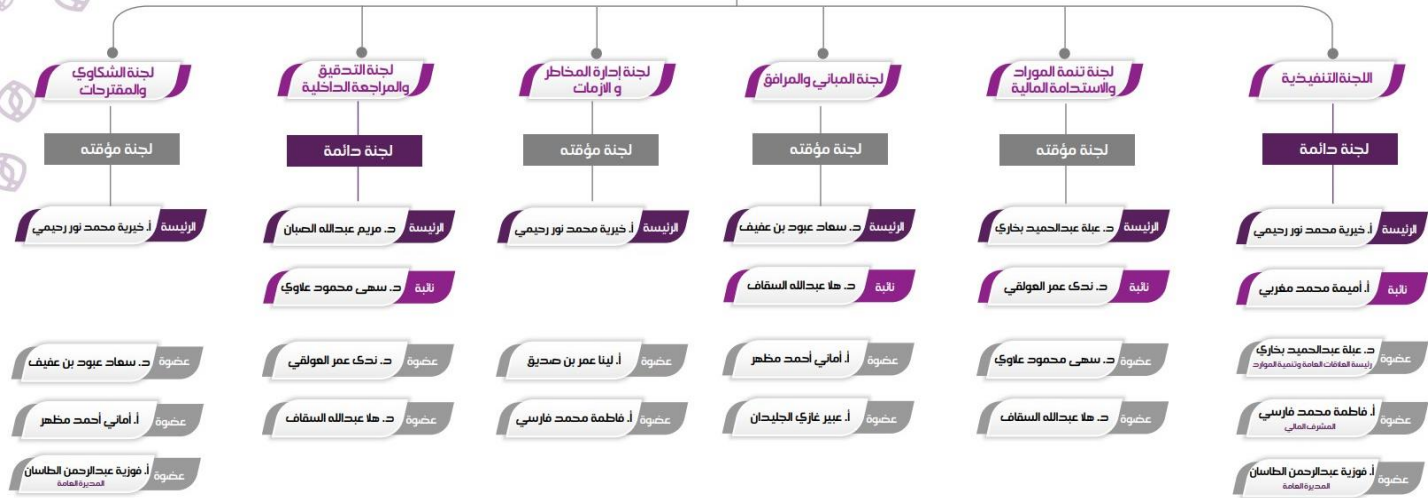 اللجنة التنفيذية
لجنة دائمة
الرئيسة أ. خيرية محمد نور رحيمي
نائبة أ. أميمة محمد مغربي
عضوة د. عبلة عبدالحميد بخاري
رئيسة العلاقات العامة وتنمية الموارد
عضوة أ. فاطمة محمد فارسي
المشرف المالي
عضوة أ. فوزية عبدالرحمن الطاسان
المديرة العامة
لجنة تنمة الموراد
والاستدامة المالية
لجنة مؤقته
الرئيسة د. عبلة عبدالحميد بخاري
نائبة د. ندى عمر العولقي
عضوة د. سهى محمود علاوي
عضوة د. هلا عبدالله السقاف
لجنة المباني والمرافق
لجنة مؤقته
الرئيسة د. سعاد عبود بن عفيف
نائبة د. هلا عبدالله السقاف
عضوة أ. أماني أحمد مظهر
عضوة أ. عبير غازي الجليدان
لجنة إدارة المخاطر
و الازمات
لجنة مؤقته
الرئيسة أ. خيرية محمد نور رحيمي
عضوة أ. لينا عمر بن صديق
عضوة أ. فاطمة محمد فارسي
لجنة التدقيق
والمراجعة الداخلية
لجنة دائمة
الرئيسة د. مريم عبدالله الصبان
نائبة د. سهى محمود علاوي
عضوة د. ندى عمر العولقي
عضوة د. هلا عبدالله السقاف
لجنة الشكاوي
والمقترحات
لجنة مؤقته
الرئيسة أ. خيرية محمد نور رحيمي
عضوة د. سعاد عبود بن عفيف
عضوة أ. أماني أحمد مظهر
عضوة أ. فوزية عبدالرحمن الطاسان
المديرة العامة